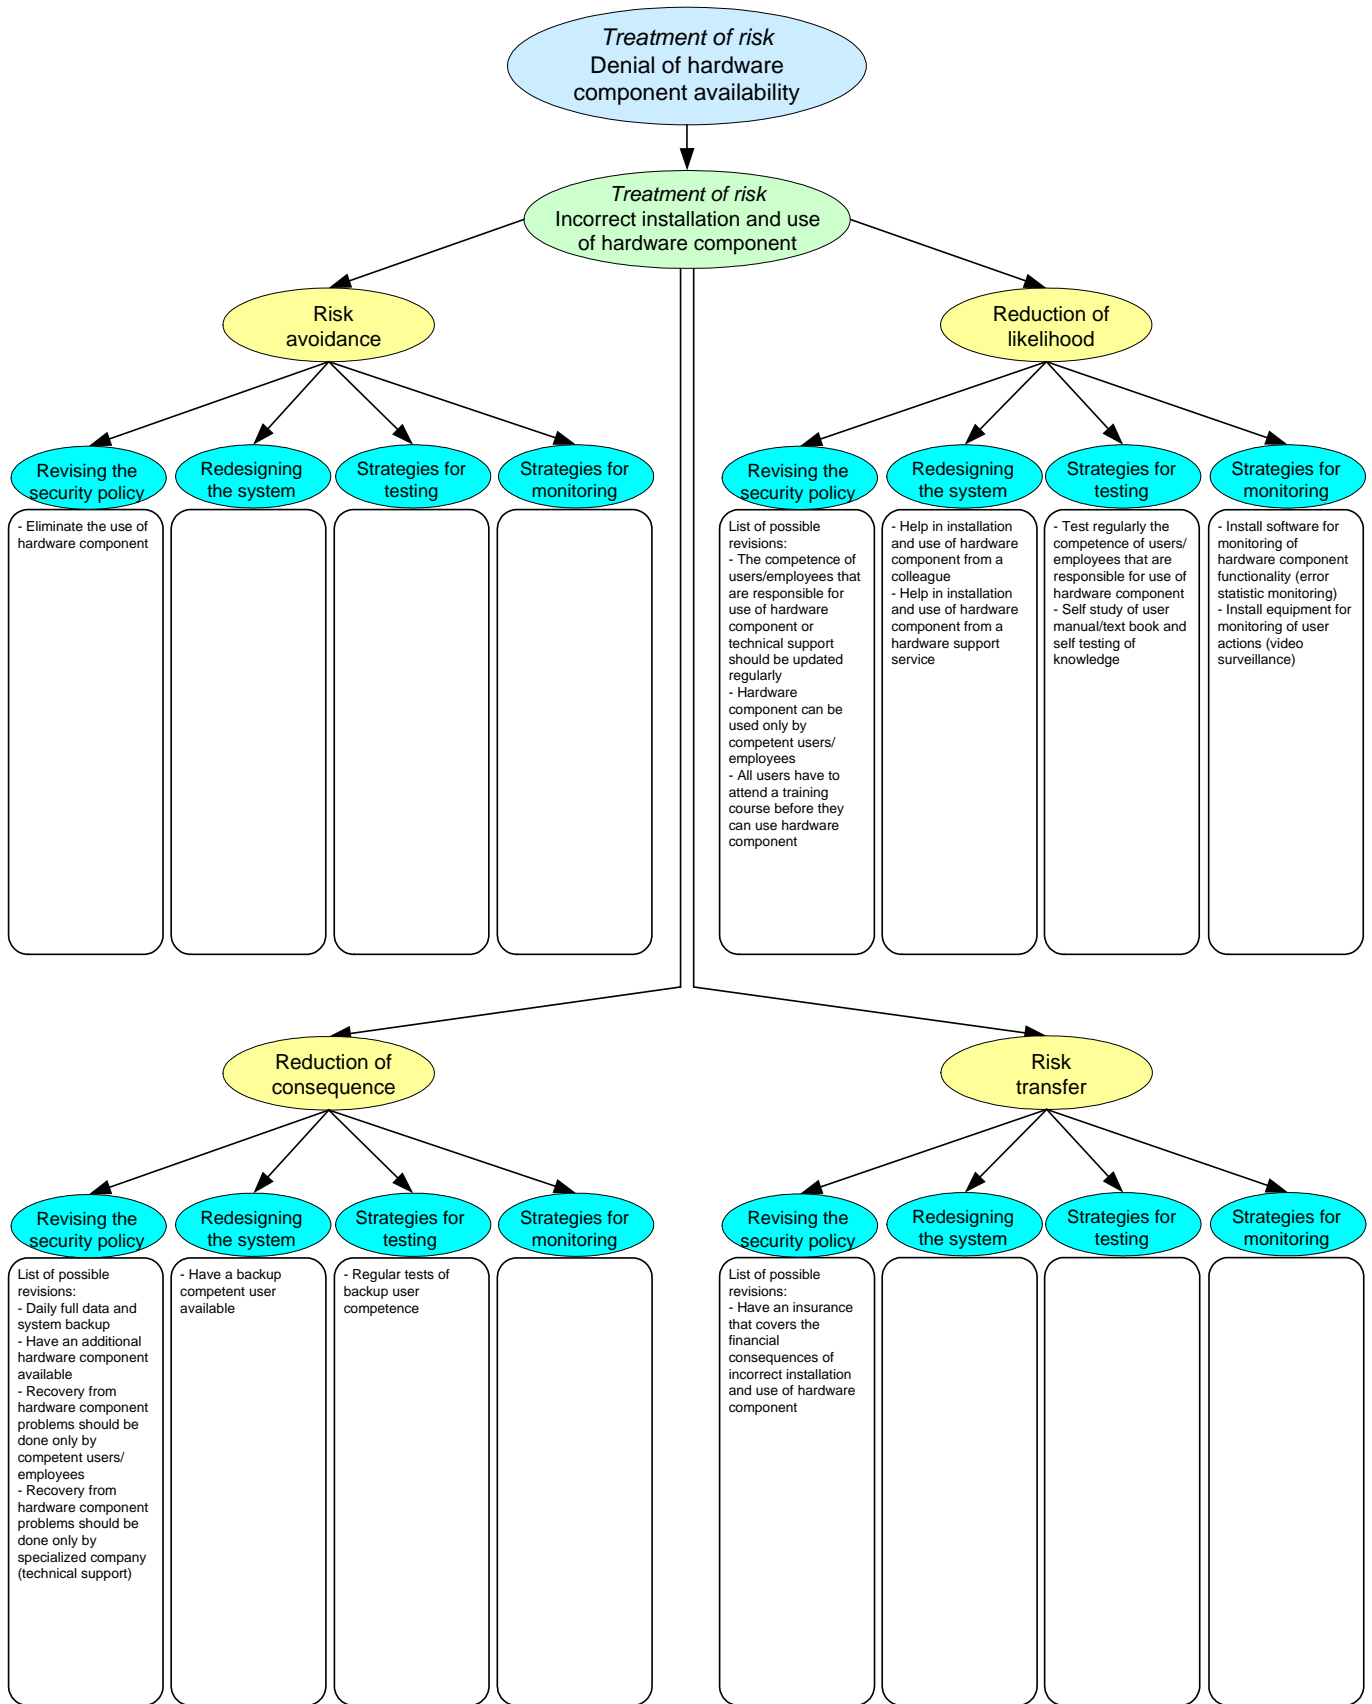 Treatment of risk
Denial of hardware
component availability
Treatment of risk
Incorrect installation and use
of hardware component
Risk
avoidance
Reduction of
likelihood
Revising the
security policy
Redesigning
the system
Strategies for
testing
Strategies for
monitoring
Revising the
security policy
Redesigning
the system
Strategies for
testing
Strategies for
monitoring
- Eliminate the use of
hardware component
List of possible
revisions:
- The competence of
users/employees that
are responsible for
use of hardware
component or
technical support
should be updated
regularly
- Hardware
component can be
used only by
competent users/
employees
- All users have to
attend a training
course before they
can use hardware
component
- Help in installation
and use of hardware
component from a
colleague
- Help in installation
and use of hardware
component from a
hardware support
service
- Test regularly the
competence of users/
employees that are
responsible for use of
hardware component
- Self study of user
manual/text book and
self testing of
knowledge
- Install software for
monitoring of
hardware component
functionality (error
statistic monitoring)
- Install equipment for
monitoring of user
actions (video
surveillance)
Reduction of
consequence
Risk
transfer
Revising the
security policy
Redesigning
the system
Strategies for
testing
Strategies for
monitoring
Revising the
security policy
Redesigning
the system
Strategies for
testing
Strategies for
monitoring
List of possible
revisions:
- Daily full data and
system backup
- Have an additional
hardware component
available
- Recovery from
hardware component
problems should be
done only by
competent users/
employees
- Recovery from
hardware component
problems should be
done only by
specialized company
(technical support)
- Have a backup
competent user
available
- Regular tests of
backup user
competence
List of possible
revisions:
- Have an insurance
that covers the
financial
consequences of
incorrect installation
and use of hardware
component